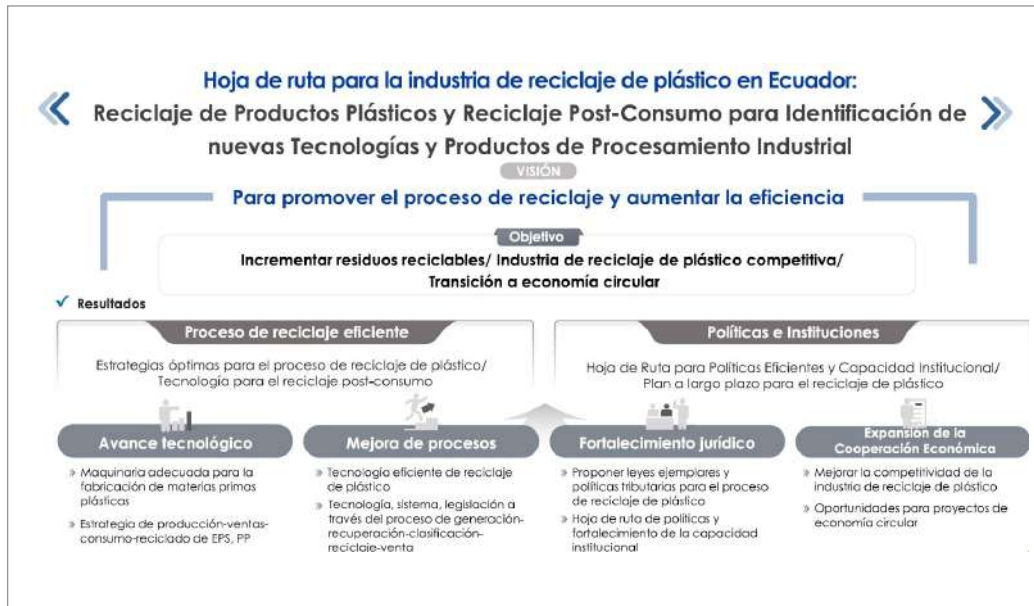 Hoja de ruta para la industria de reciclaje de plástico en Ecuador:
Reciclaje de Productos Plásticos y Reciclaje Post-Consumo para Identificación de
nuevas Tecnologías y Productos de Procesamiento Industrial
VISIÓN
Para promover el proceso de reciclaje y aumentar la eficiencia
Objetivo
Incrementar residuos reciclables/ Industria de reciclaje de plástico competitiva/
Transición a economía circular
Resultados
Proceso de reciclaje eficiente
Estrategias óptimas para el proceso de reciclaje de plástico/
Tecnología para el reciclaje post-consumo
Políticas e Instituciones
Hoja de Ruta para Políticas Eficientes y Capacidad Institucional/
Plan a largo plazo para el reciclaje de plástico
Avance tecnológico
Maquinaria adecuada para la
fabricación de materias primas
plásticas
Estrategia de producción-ventas-
consumo-reciclado de EPS, PP
Mejora de procesos
Tecnología eficiente de reciclaje
de plástico
Tecnología, sistema, legislación a
través del proceso de generación-
recuperación-clasificación-
reciclaje-venta
Fortalecimiento jurídico
Proponer leyes ejemplares y
políticas tributarias para el proceso
de reciclaje de plástico
Hoja de ruta de políticas y
fortalecimiento de la capacidad
institucional
Expansión de la
Cooperación Económica
Mejorar la competitividad de la
industria de reciclaje de plástico
Oportunidades para proyectos de
economía circular